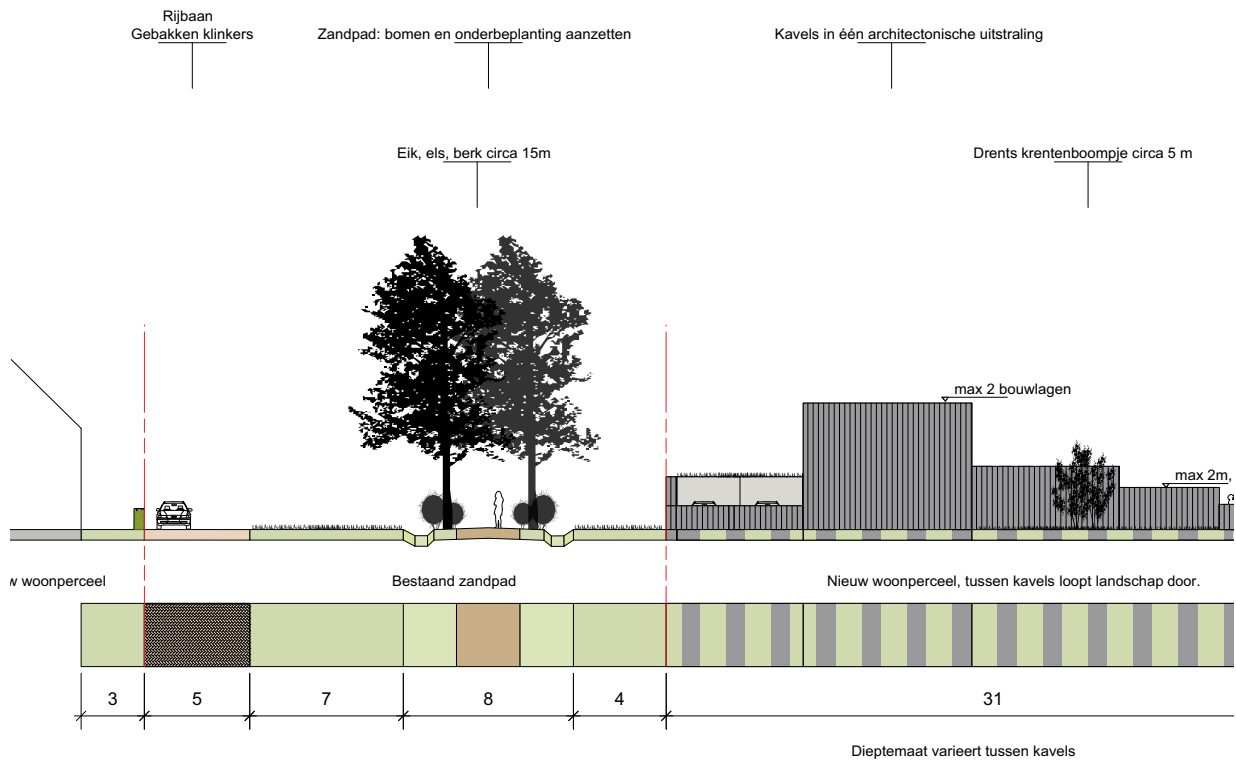 Rijbaan
Gebakken klinkers
Zandpad: bomen en onderbeplanting aanzetten
Kavels in één architectonische uitstraling
Eik, els, berk circa 15m
Drents krentenboompje circa 5 m
max 2 bouwlagen
max 2m,
w woonperceel
Bestaand zandpad
Nieuw woonperceel, tussen kavels loopt landschap door.
3
5
7
8
4
31
Dieptemaat varieert tussen kavels